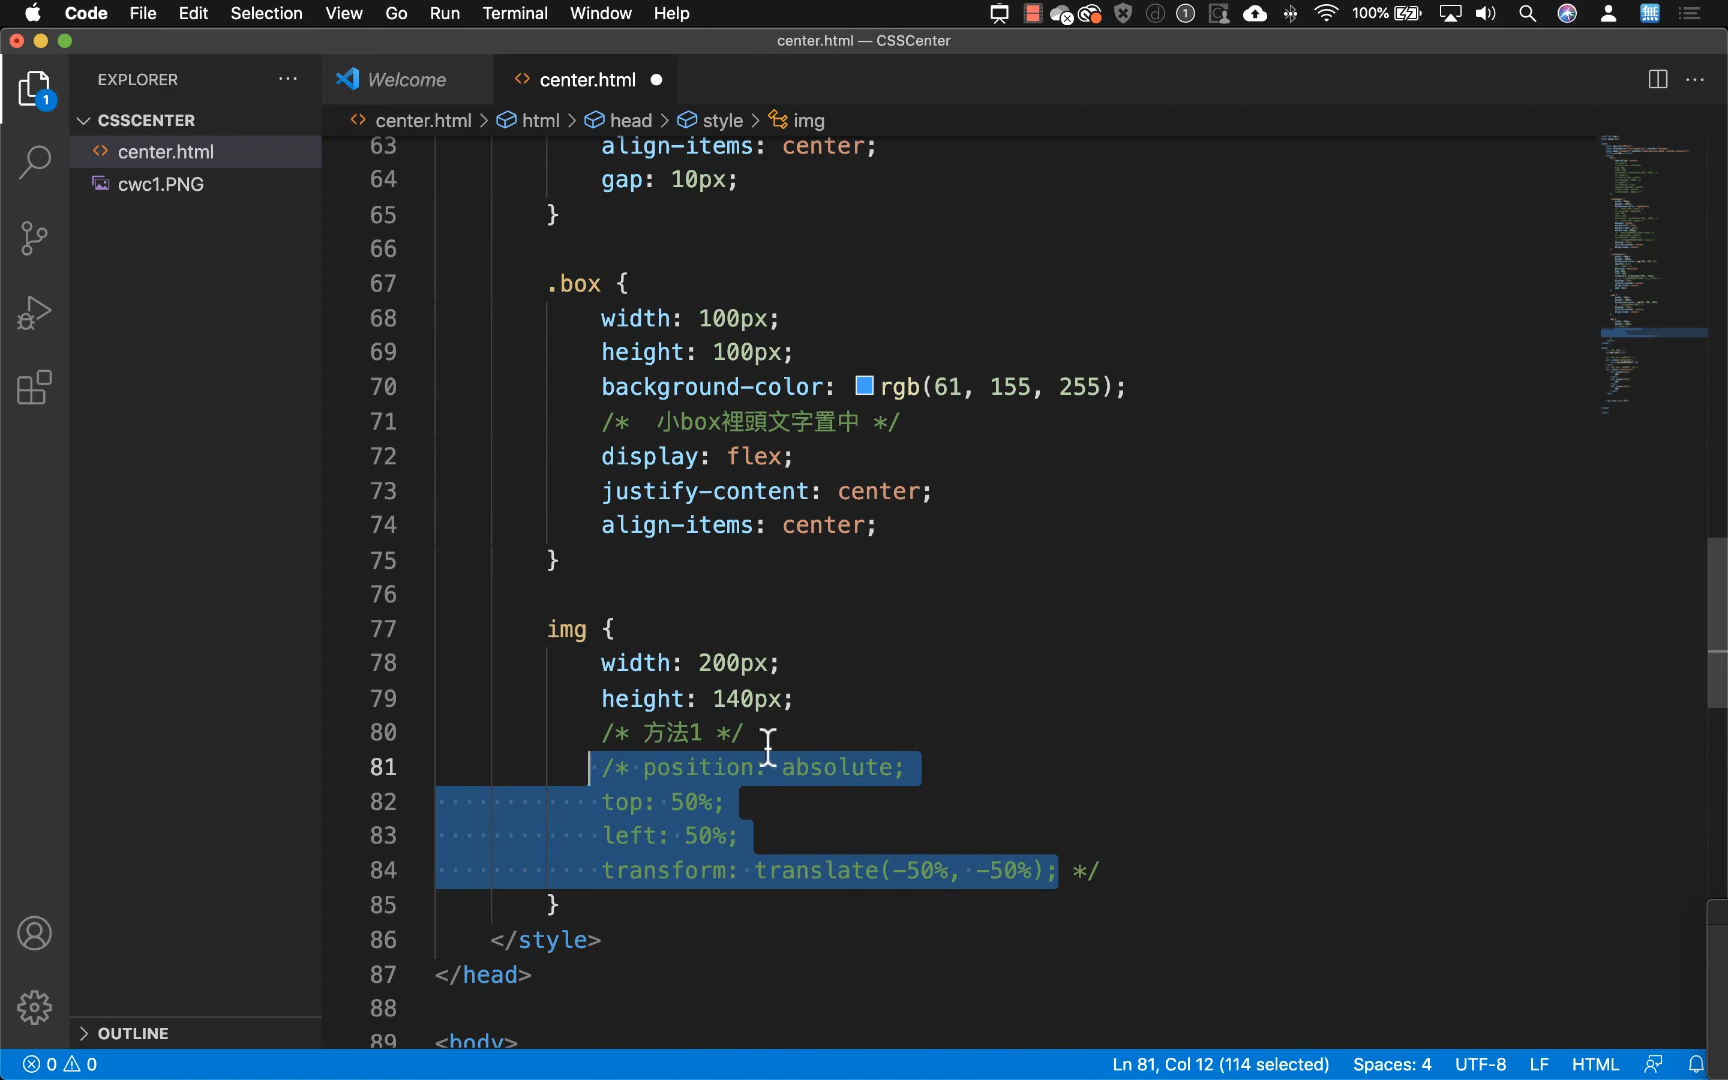 Code File Edit Selection View Go Run Terminal Window Help 100%
center.html — CSSCenter
EXPLORER ···
Welcome
center.html
1
CSSCENTER
center.html > html > head > style > img
center.html
cwc1.PNG
63 align-items: center;
64 gap: 10px;
65 }
66
67 .box {
68 width: 100px;
69 height: 100px;
70 background-color: rgb(61, 155, 255);
71 /* 小box裡頭文字置中 */
72 display: flex;
73 justify-content: center;
74 align-items: center;
75 }
76
77 img {
78 width: 200px;
79 height: 140px;
80 /* 方法1 */
81 /* position: absolute;
82 top: 50%;
83 left: 50%;
84 transform: translate(-50%, -50%); */
85 }
86 </style>
87 </head>
88
89 <body>
OUTLINE
0 0 Ln 81, Col 12 (114 selected) Spaces: 4 UTF-8 LF HTML